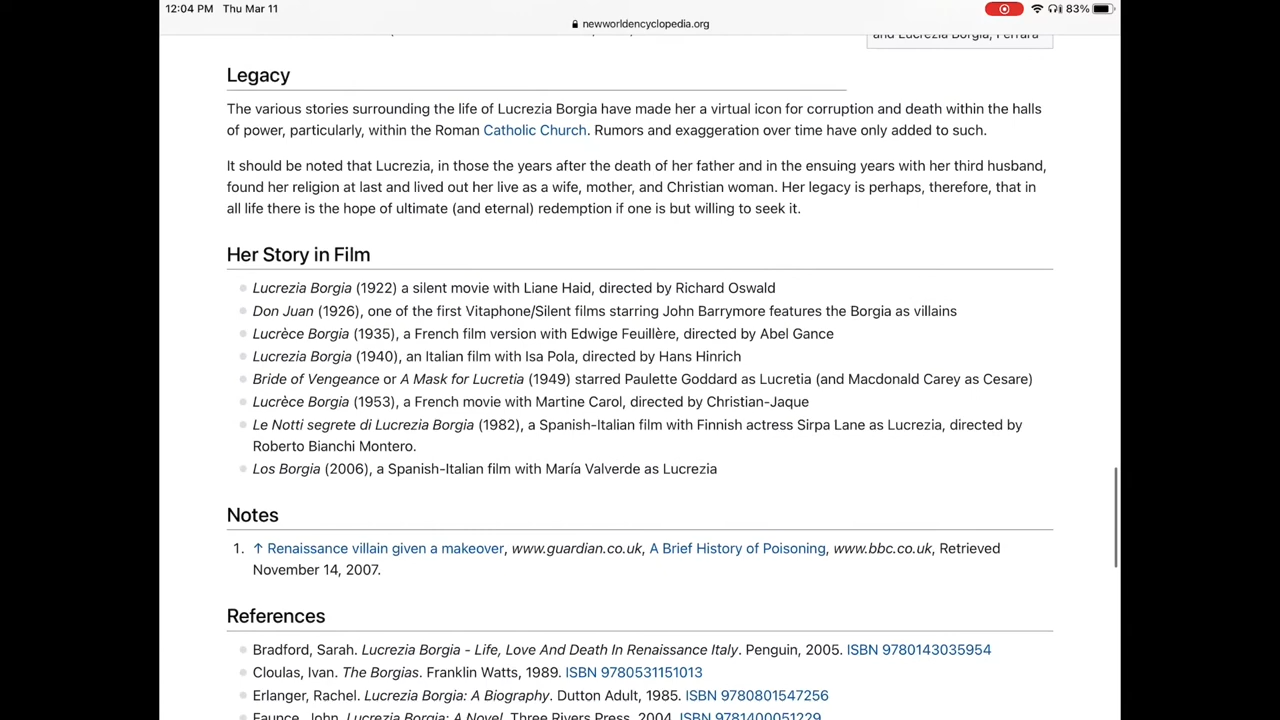 12:04 PM Thu Mar 11
83%
newworldencyclopedia.org
and Lucrezia Borgia, Ferrara
Legacy
The various stories surrounding the life of Lucrezia Borgia have made her a virtual icon for corruption and death within the halls
of power, particularly, within the Roman Catholic Church. Rumors and exaggeration over time have only added to such.
It should be noted that Lucrezia, in those the years after the death of her father and in the ensuing years with her third husband,
found her religion at last and lived out her live as a wife, mother, and Christian woman. Her legacy is perhaps, therefore, that in
all life there is the hope of ultimate (and eternal) redemption if one is but willing to seek it.
Her Story in Film
Lucrezia Borgia (1922) a silent movie with Liane Haid, directed by Richard Oswald
Don Juan (1926), one of the first Vitaphone/Silent films starring John Barrymore features the Borgia as villains
Lucrèce Borgia (1935), a French film version with Edwige Feuillère, directed by Abel Gance
Lucrezia Borgia (1940), an Italian film with Isa Pola, directed by Hans Hinrich
Bride of Vengeance or A Mask for Lucretia (1949) starred Paulette Goddard as Lucretia (and Macdonald Carey as Cesare)
Lucrèce Borgia (1953), a French movie with Martine Carol, directed by Christian-Jaque
Le Notti segrete di Lucrezia Borgia (1982), a Spanish-Italian film with Finnish actress Sirpa Lane as Lucrezia, directed by
Roberto Bianchi Montero.
Los Borgia (2006), a Spanish-Italian film with María Valverde as Lucrezia
Notes
1. ↑ Renaissance villain given a makeover, www.guardian.co.uk, A Brief History of Poisoning, www.bbc.co.uk, Retrieved
November 14, 2007.
References
Bradford, Sarah. Lucrezia Borgia - Life, Love And Death In Renaissance Italy. Penguin, 2005. ISBN 9780143035954
Cloulas, Ivan. The Borgias. Franklin Watts, 1989. ISBN 9780531151013
Erlanger, Rachel. Lucrezia Borgia: A Biography. Dutton Adult, 1985. ISBN 9780801547256
Faunce, John. Lucrezia Borgia: A Novel. Three Rivers Press, 2004. ISBN 9781400051229